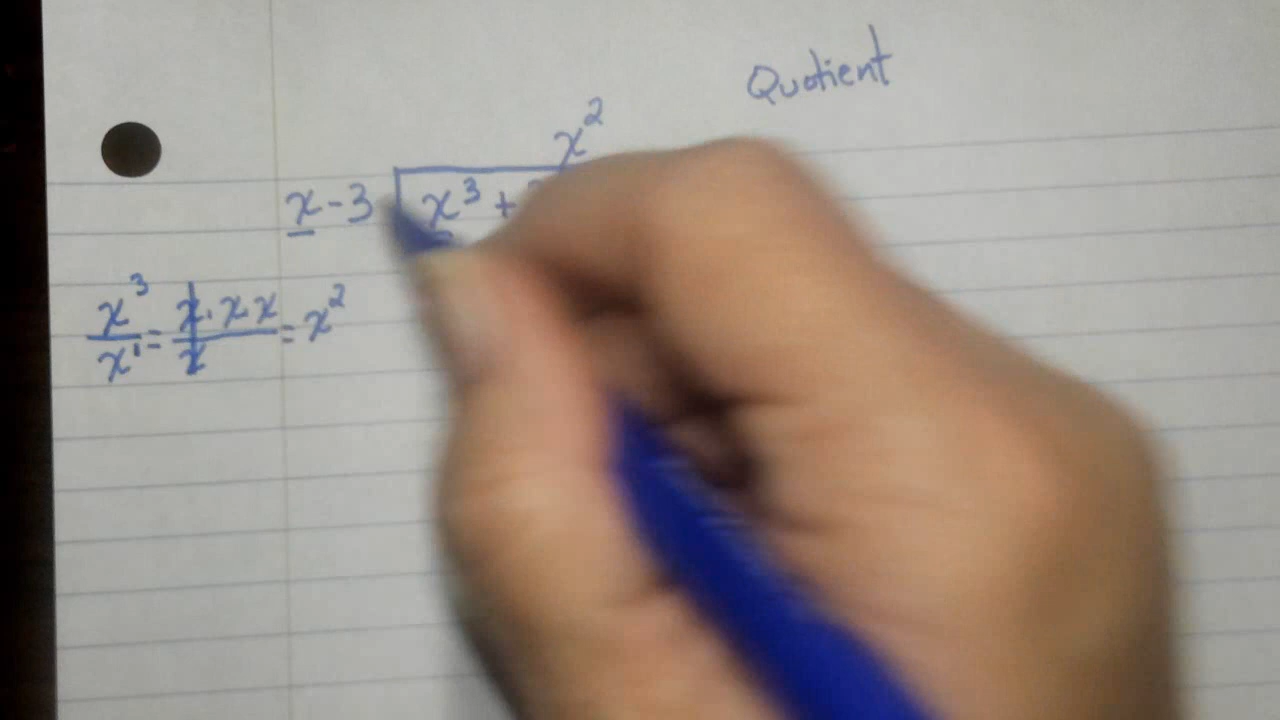 Quotient
x²
x - 3 x³ +
x³/x¹ = x·x·x/x = x²